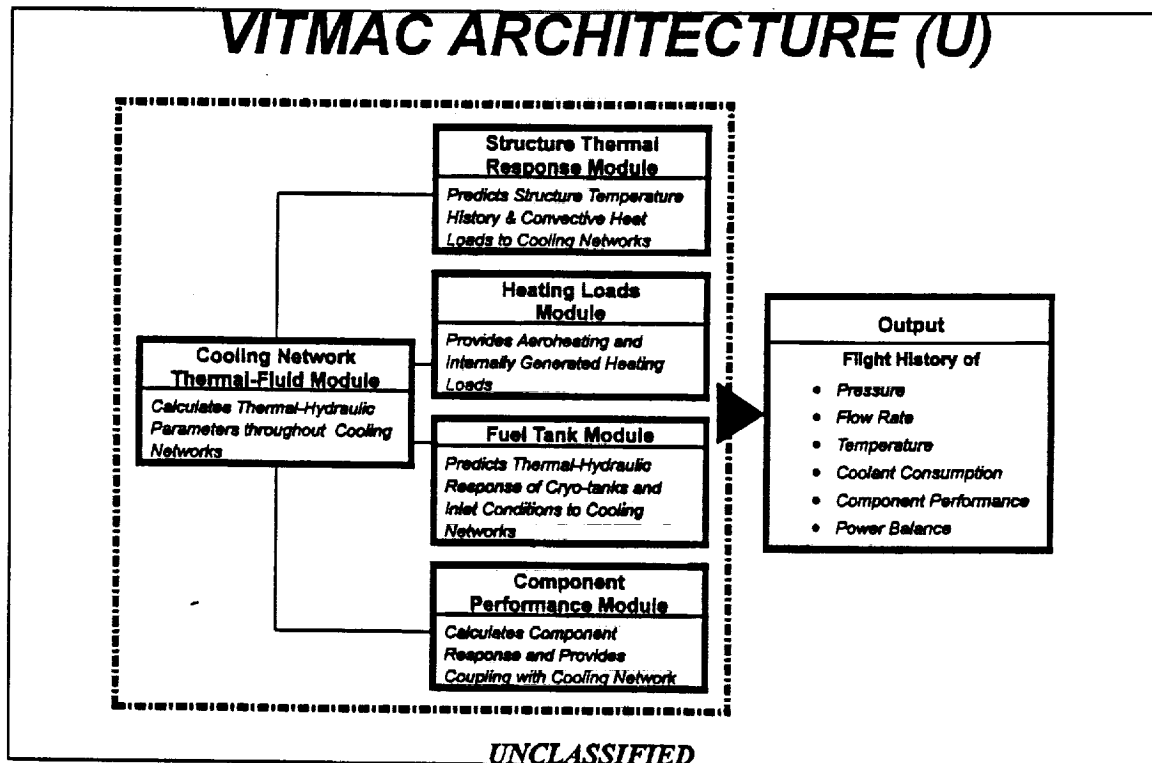 VITMAC ARCHITECTURE (U)
Structure Thermal
Response Module
Predicts Structure Temperature
History & Convective Heat
Loads to Cooling Networks
Heating Loads
Module
Provides Aeroheating and
Internally Generated Heating
Loads
Cooling Network
Thermal-Fluid Module
Calculates Thermal-Hydraulic
Parameters throughout Cooling
Networks
Fuel Tank Module
Predicts Thermal-Hydraulic
Response of Cryo-tanks and
Inlet Conditions to Cooling
Networks
Component
Performance Module
Calculates Component
Response and Provides
Coupling with Cooling Network
Output
Flight History of
• Pressure
• Flow Rate
• Temperature
• Coolant Consumption
• Component Performance
• Power Balance
UNCLASSIFIED